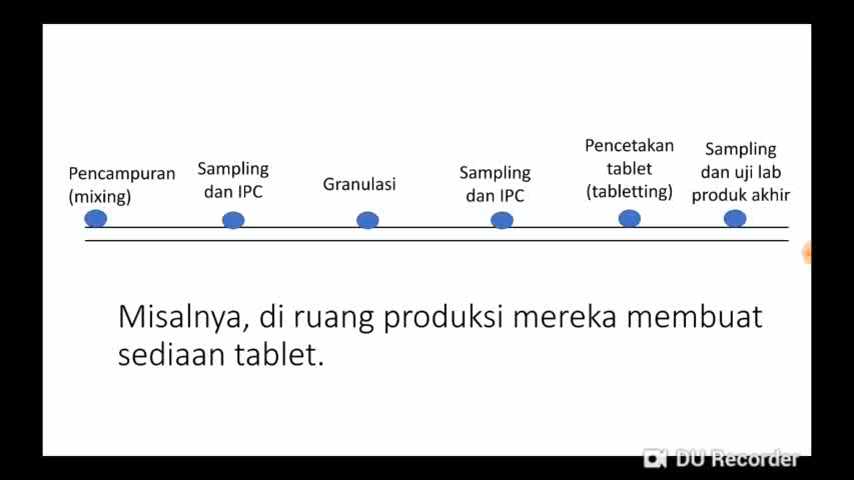 Pencampuran
(mixing)
Sampling
dan IPC
Granulasi
Sampling
dan IPC
Pencetakan
tablet
(tabletting)
Sampling
dan uji lab
produk akhir
Misalnya, di ruang produksi mereka membuat
sediaan tablet.
DU Recorder